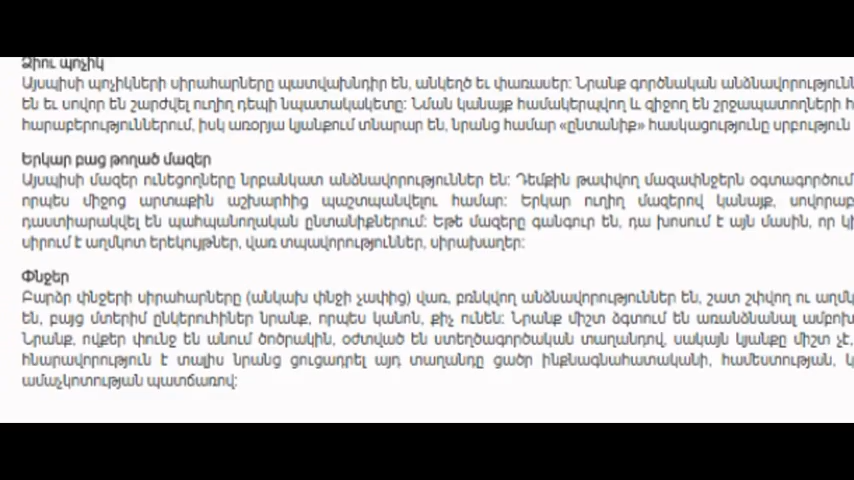 Ձիու պոչիկ
Այսպիսի պոչիկների սիրահարները պատվախնդիր են, անկեղծ եւ փառասեր: Նրանք գործնական անձնավորություն
են եւ սովոր են շարժվել ուղիղ դեպի նպատակակետը: Նման կանայք համակերպվող և զիջող են շրջապատողների հ
հարաբերություններում, իսկ առօրյա կյանքում տնարար են, նրանց համար «ընտանիք» հասկացությունը սրբություն
Երկար բաց թողած մազեր
Այսպիսի մազեր ունեցողները նրբանկատ անձնավորություններ են: Դեմքին թափվող մազափնջերն օգտագործում
որպես միջոց արտաքին աշխարհից պաշտպանվելու համար: Երկար ուղիղ մազերով կանայք, սովորաբ
դաստիարակվել են պահպանողական ընտանիքներում: Եթե մազերը գանգուր են, դա խոսում է այն մասին, որ կի
սիրում է աղմկոտ երեկույթներ, վառ տպավորություններ, սիրախաղեր:
Փնջեր
Բարձր փնջերի սիրահարները (անկախ փնջի չափից) վառ, բռնկվող անձնավորություններ են, շատ շփվող ու աղմկ
են, բայց մտերիմ ընկերուհիներ նրանք, որպես կանոն, քիչ ունեն: Նրանք միշտ ձգտում են առանձնանալ ամբոխ
Նրանք, ովքեր փունջ են անում ծոծրակին, օժտված են ստեղծագործական տաղանդով, սակայն կյանքը միշտ չէ,
հնարավորություն է տալիս նրանց ցուցադրել այդ տաղանդը ցածր ինքնագնահատականի, համեստության, կ
ամաչկոտության պատճառով: